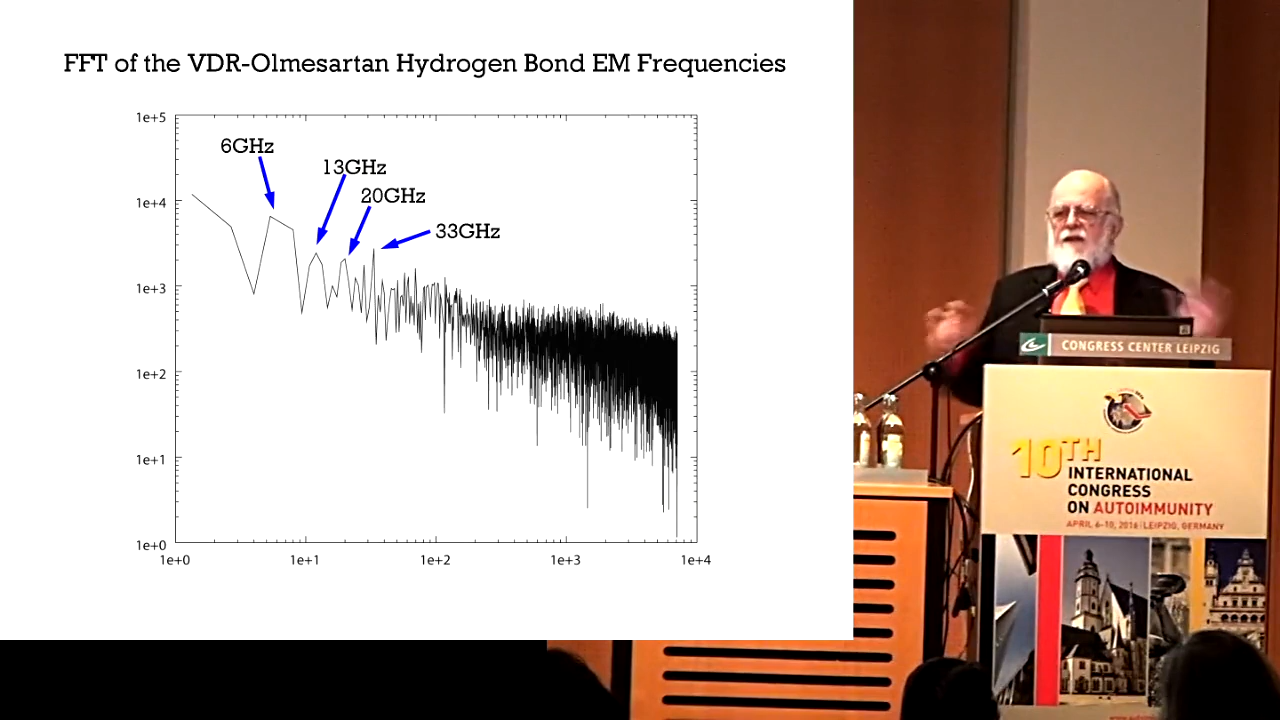 FFT of the VDR-Olmesartan Hydrogen Bond EM Frequencies
1e+5
6GHz
13GHz
1e+4
20GHz
33GHz
1e+3
1e+2
1e+1
1e+0
1e+0 1e+1 1e+2 1e+3 1e+4
CONGRESS CENTER LEIPZIG
10TH
INTERNATIONAL
CONGRESS
ON AUTOIMMUNITY
APRIL 6-10, 2016 | LEIPZIG, GERMANY